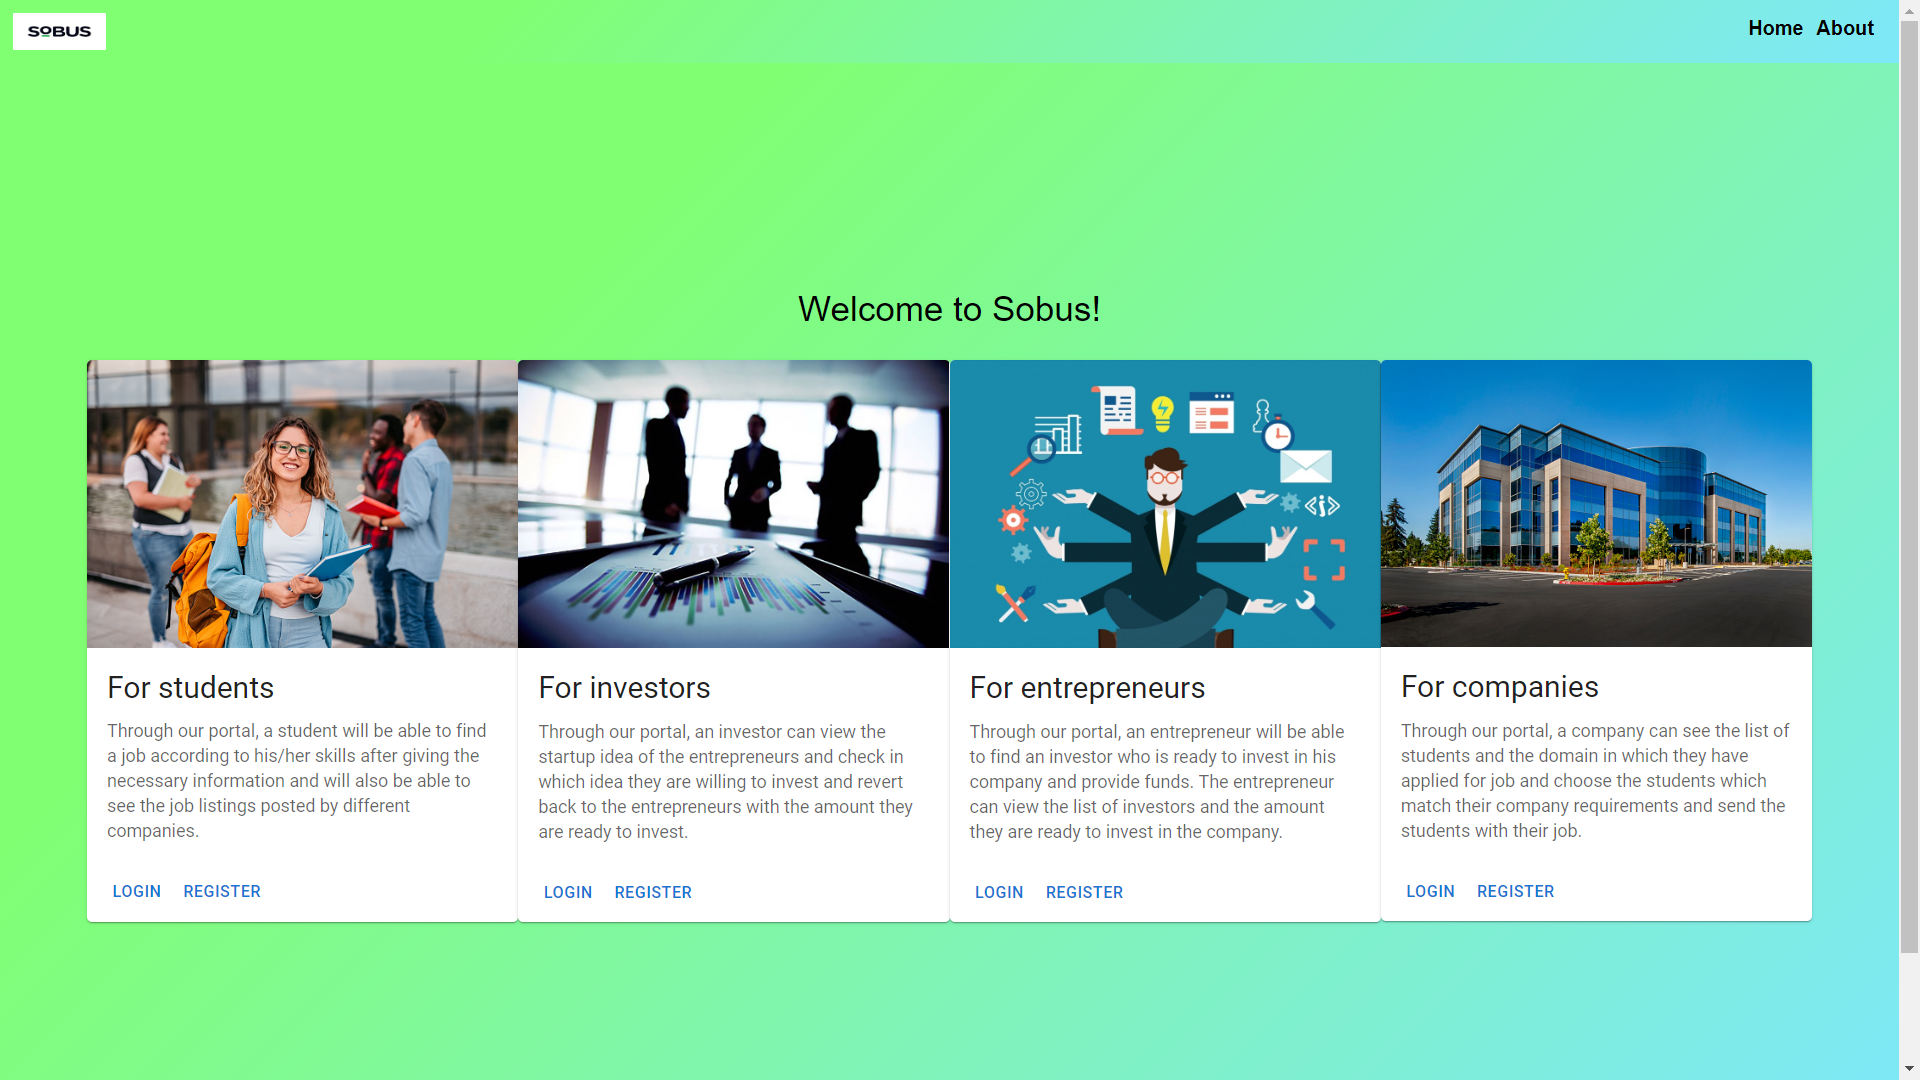 SOBUS
Home About
Welcome to Sobus!
For students
Through our portal, a student will be able to find
a job according to his/her skills after giving the
necessary information and will also be able to
see the job listings posted by different
companies.
LOGIN REGISTER
For investors
Through our portal, an investor can view the
startup idea of the entrepreneurs and check in
which idea they are willing to invest and revert
back to the entrepreneurs with the amount they
are ready to invest.
LOGIN REGISTER
For entrepreneurs
Through our portal, an entrepreneur will be able
to find an investor who is ready to invest in his
company and provide funds. The entrepreneur
can view the list of investors and the amount
they are ready to invest in the company.
LOGIN REGISTER
For companies
Through our portal, a company can see the list of
students and the domain in which they have
applied for job and choose the students which
match their company requirements and send the
students with their job.
LOGIN REGISTER